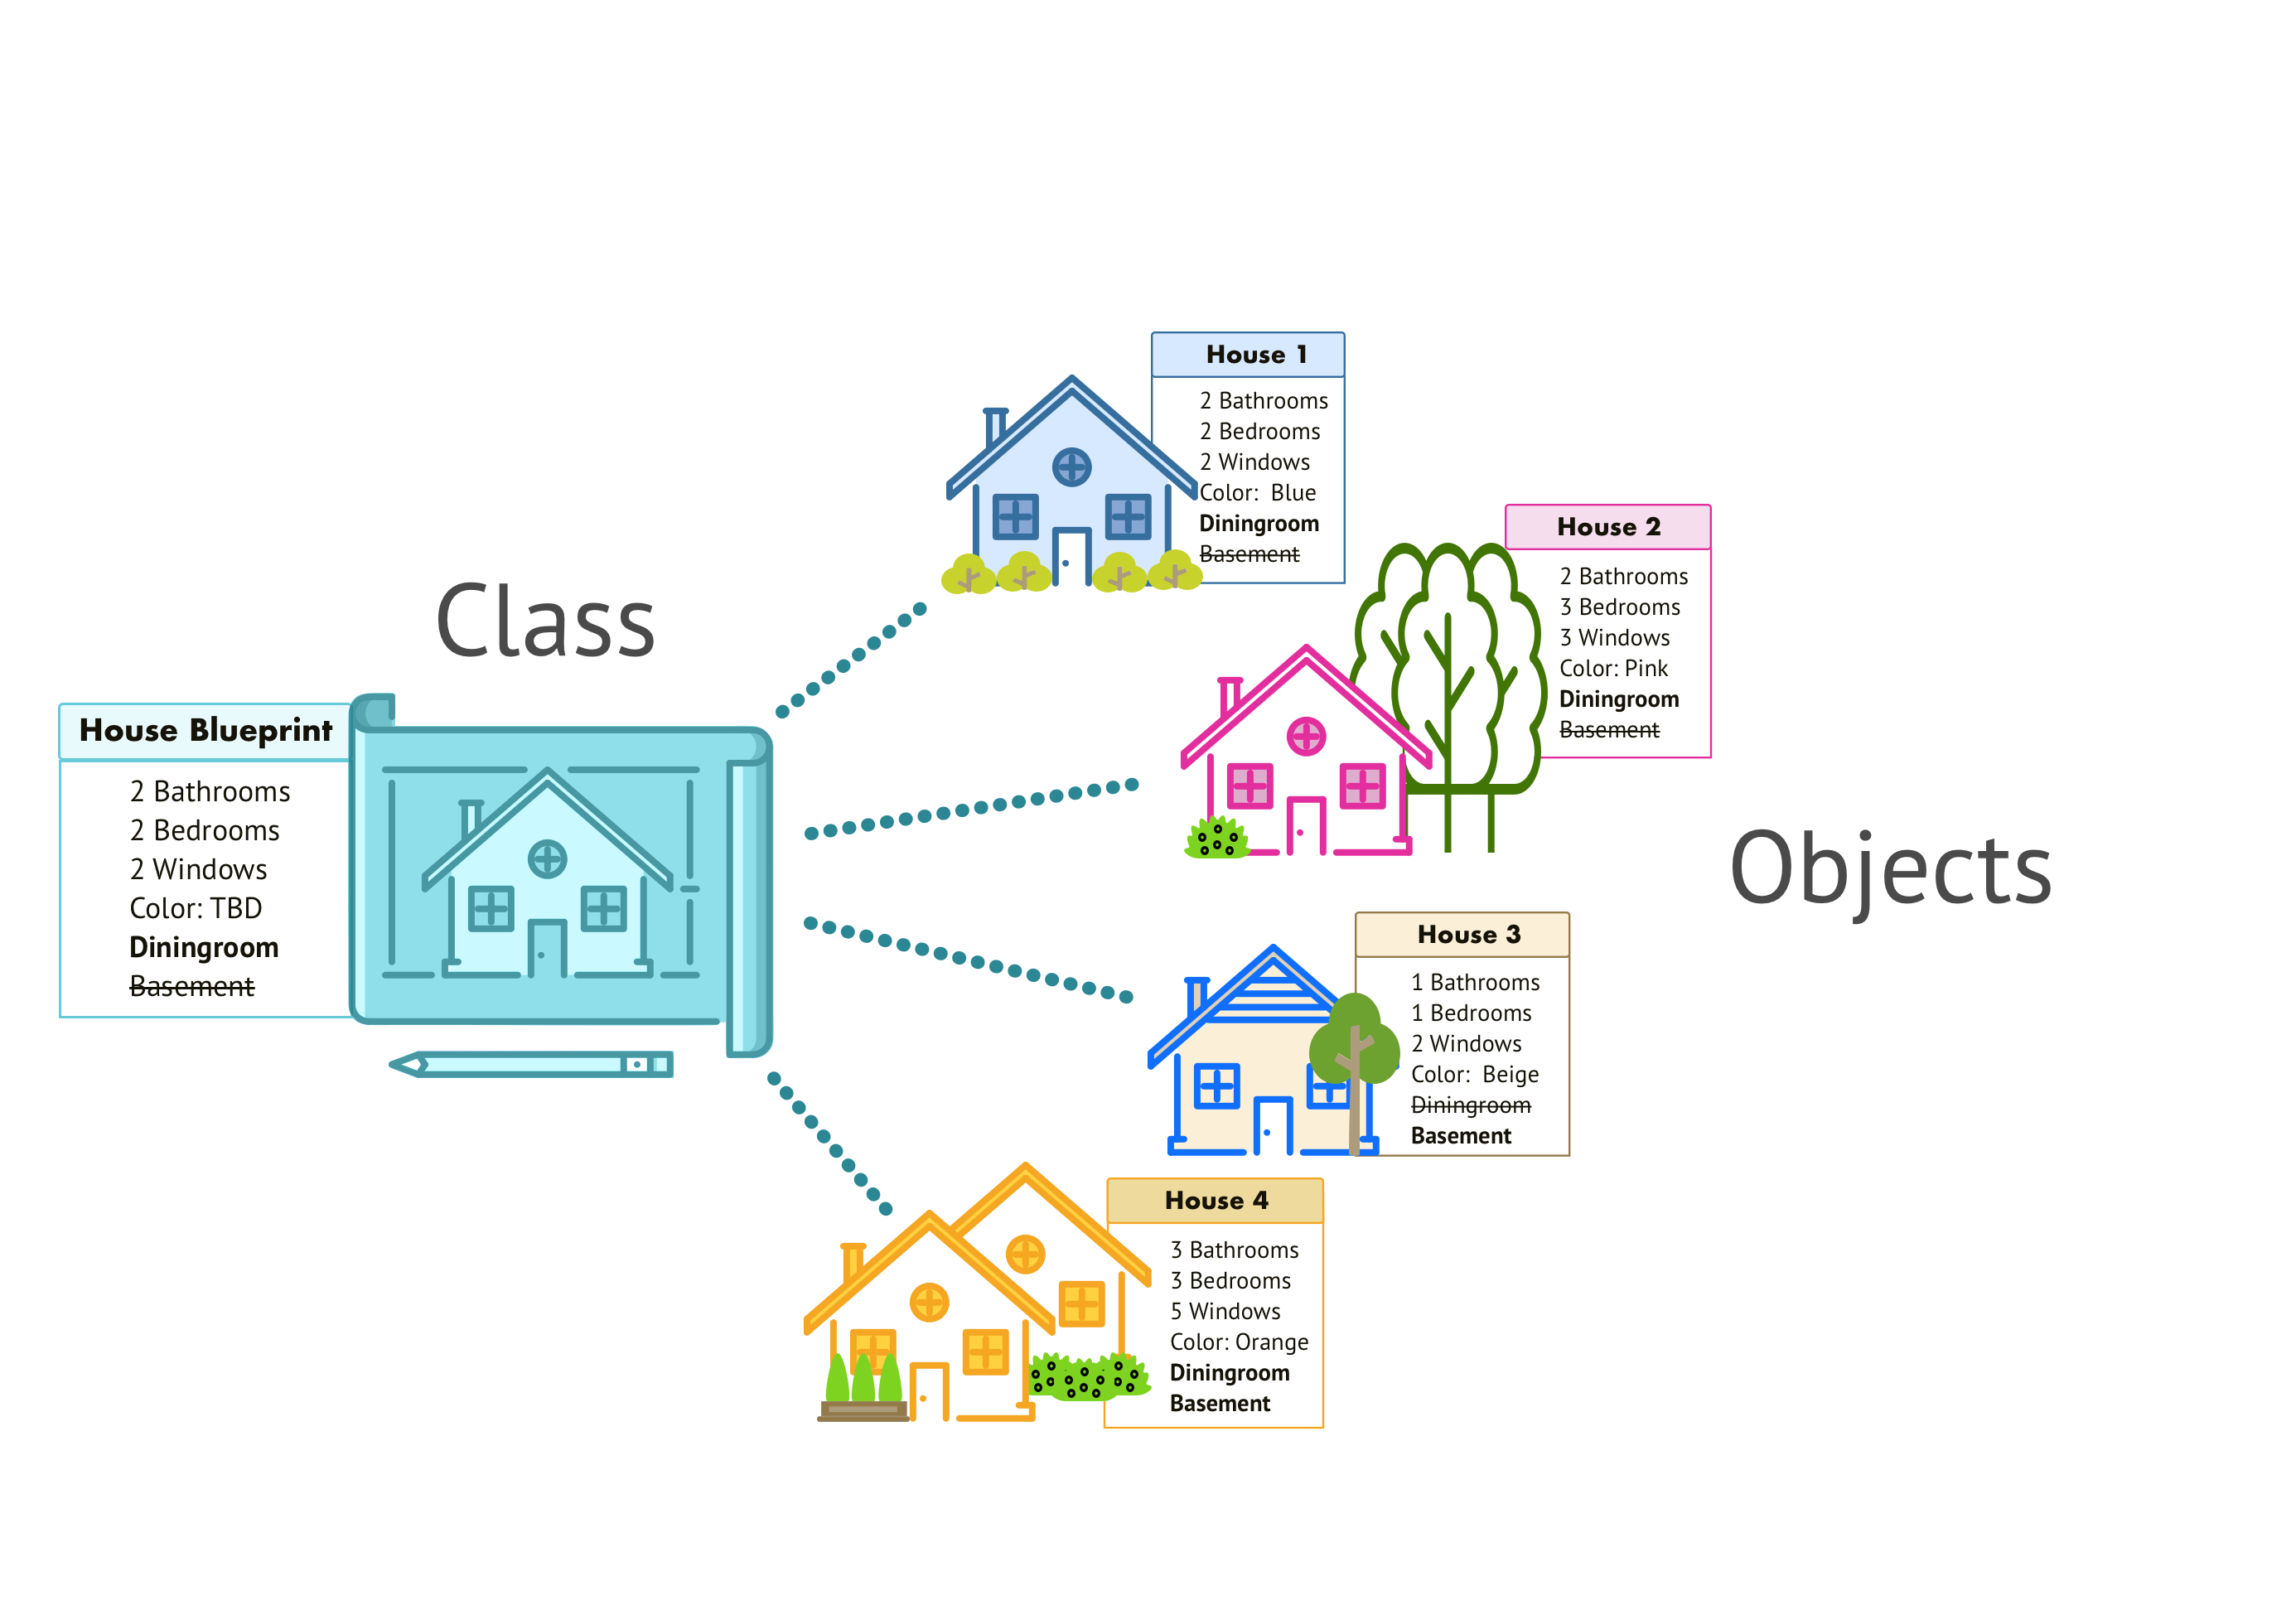 Class
House Blueprint
2 Bathrooms
2 Bedrooms
2 Windows
Color: TBD
Diningroom
Basement
House 1
2 Bathrooms
2 Bedrooms
2 Windows
Color: Blue
Diningroom
Basement
House 2
2 Bathrooms
3 Bedrooms
3 Windows
Color: Pink
Diningroom
Basement
Objects
House 3
1 Bathrooms
1 Bedrooms
2 Windows
Color: Beige
Diningroom
Basement
House 4
3 Bathrooms
3 Bedrooms
5 Windows
Color: Orange
Diningroom
Basement